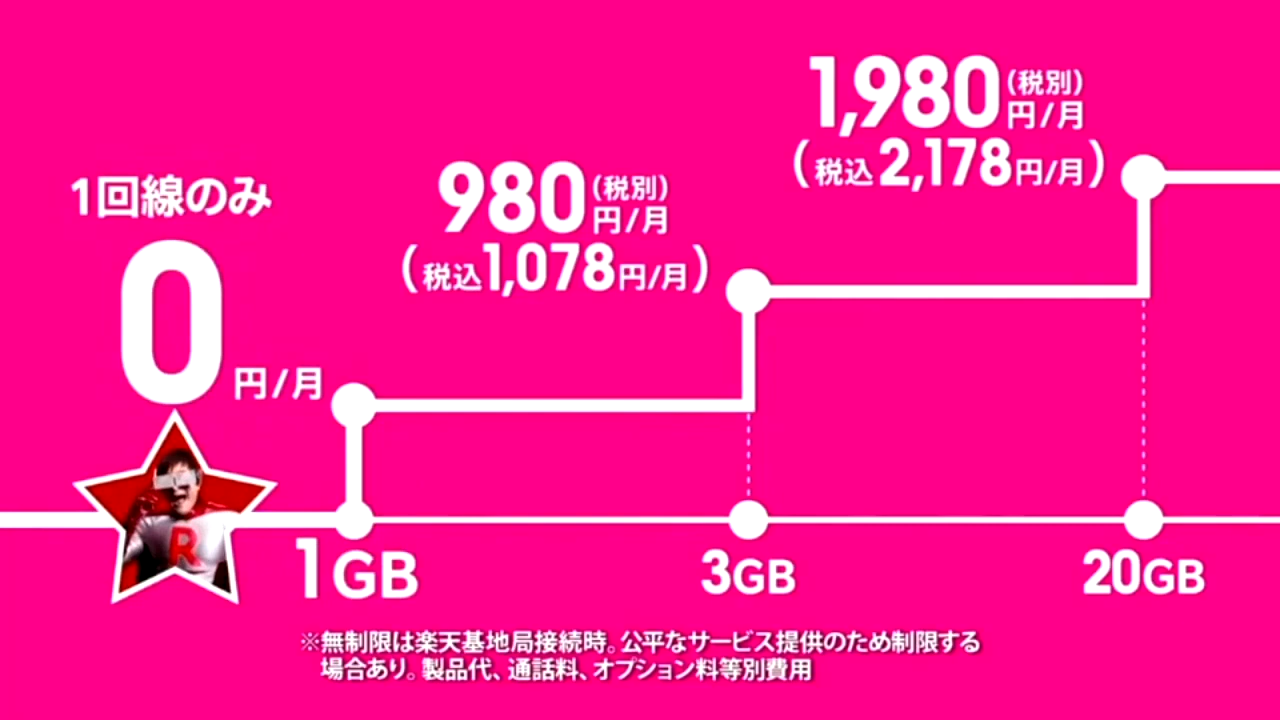 1回線のみ
0円/月
980(税別)円/月
(税込1,078円/月)
1,980(税別)円/月
(税込2,178円/月)
R
1GB
3GB
20GB
※無制限は楽天基地局接続時。公平なサービス提供のため制限する
場合あり。製品代、通話料、オプション料等別費用